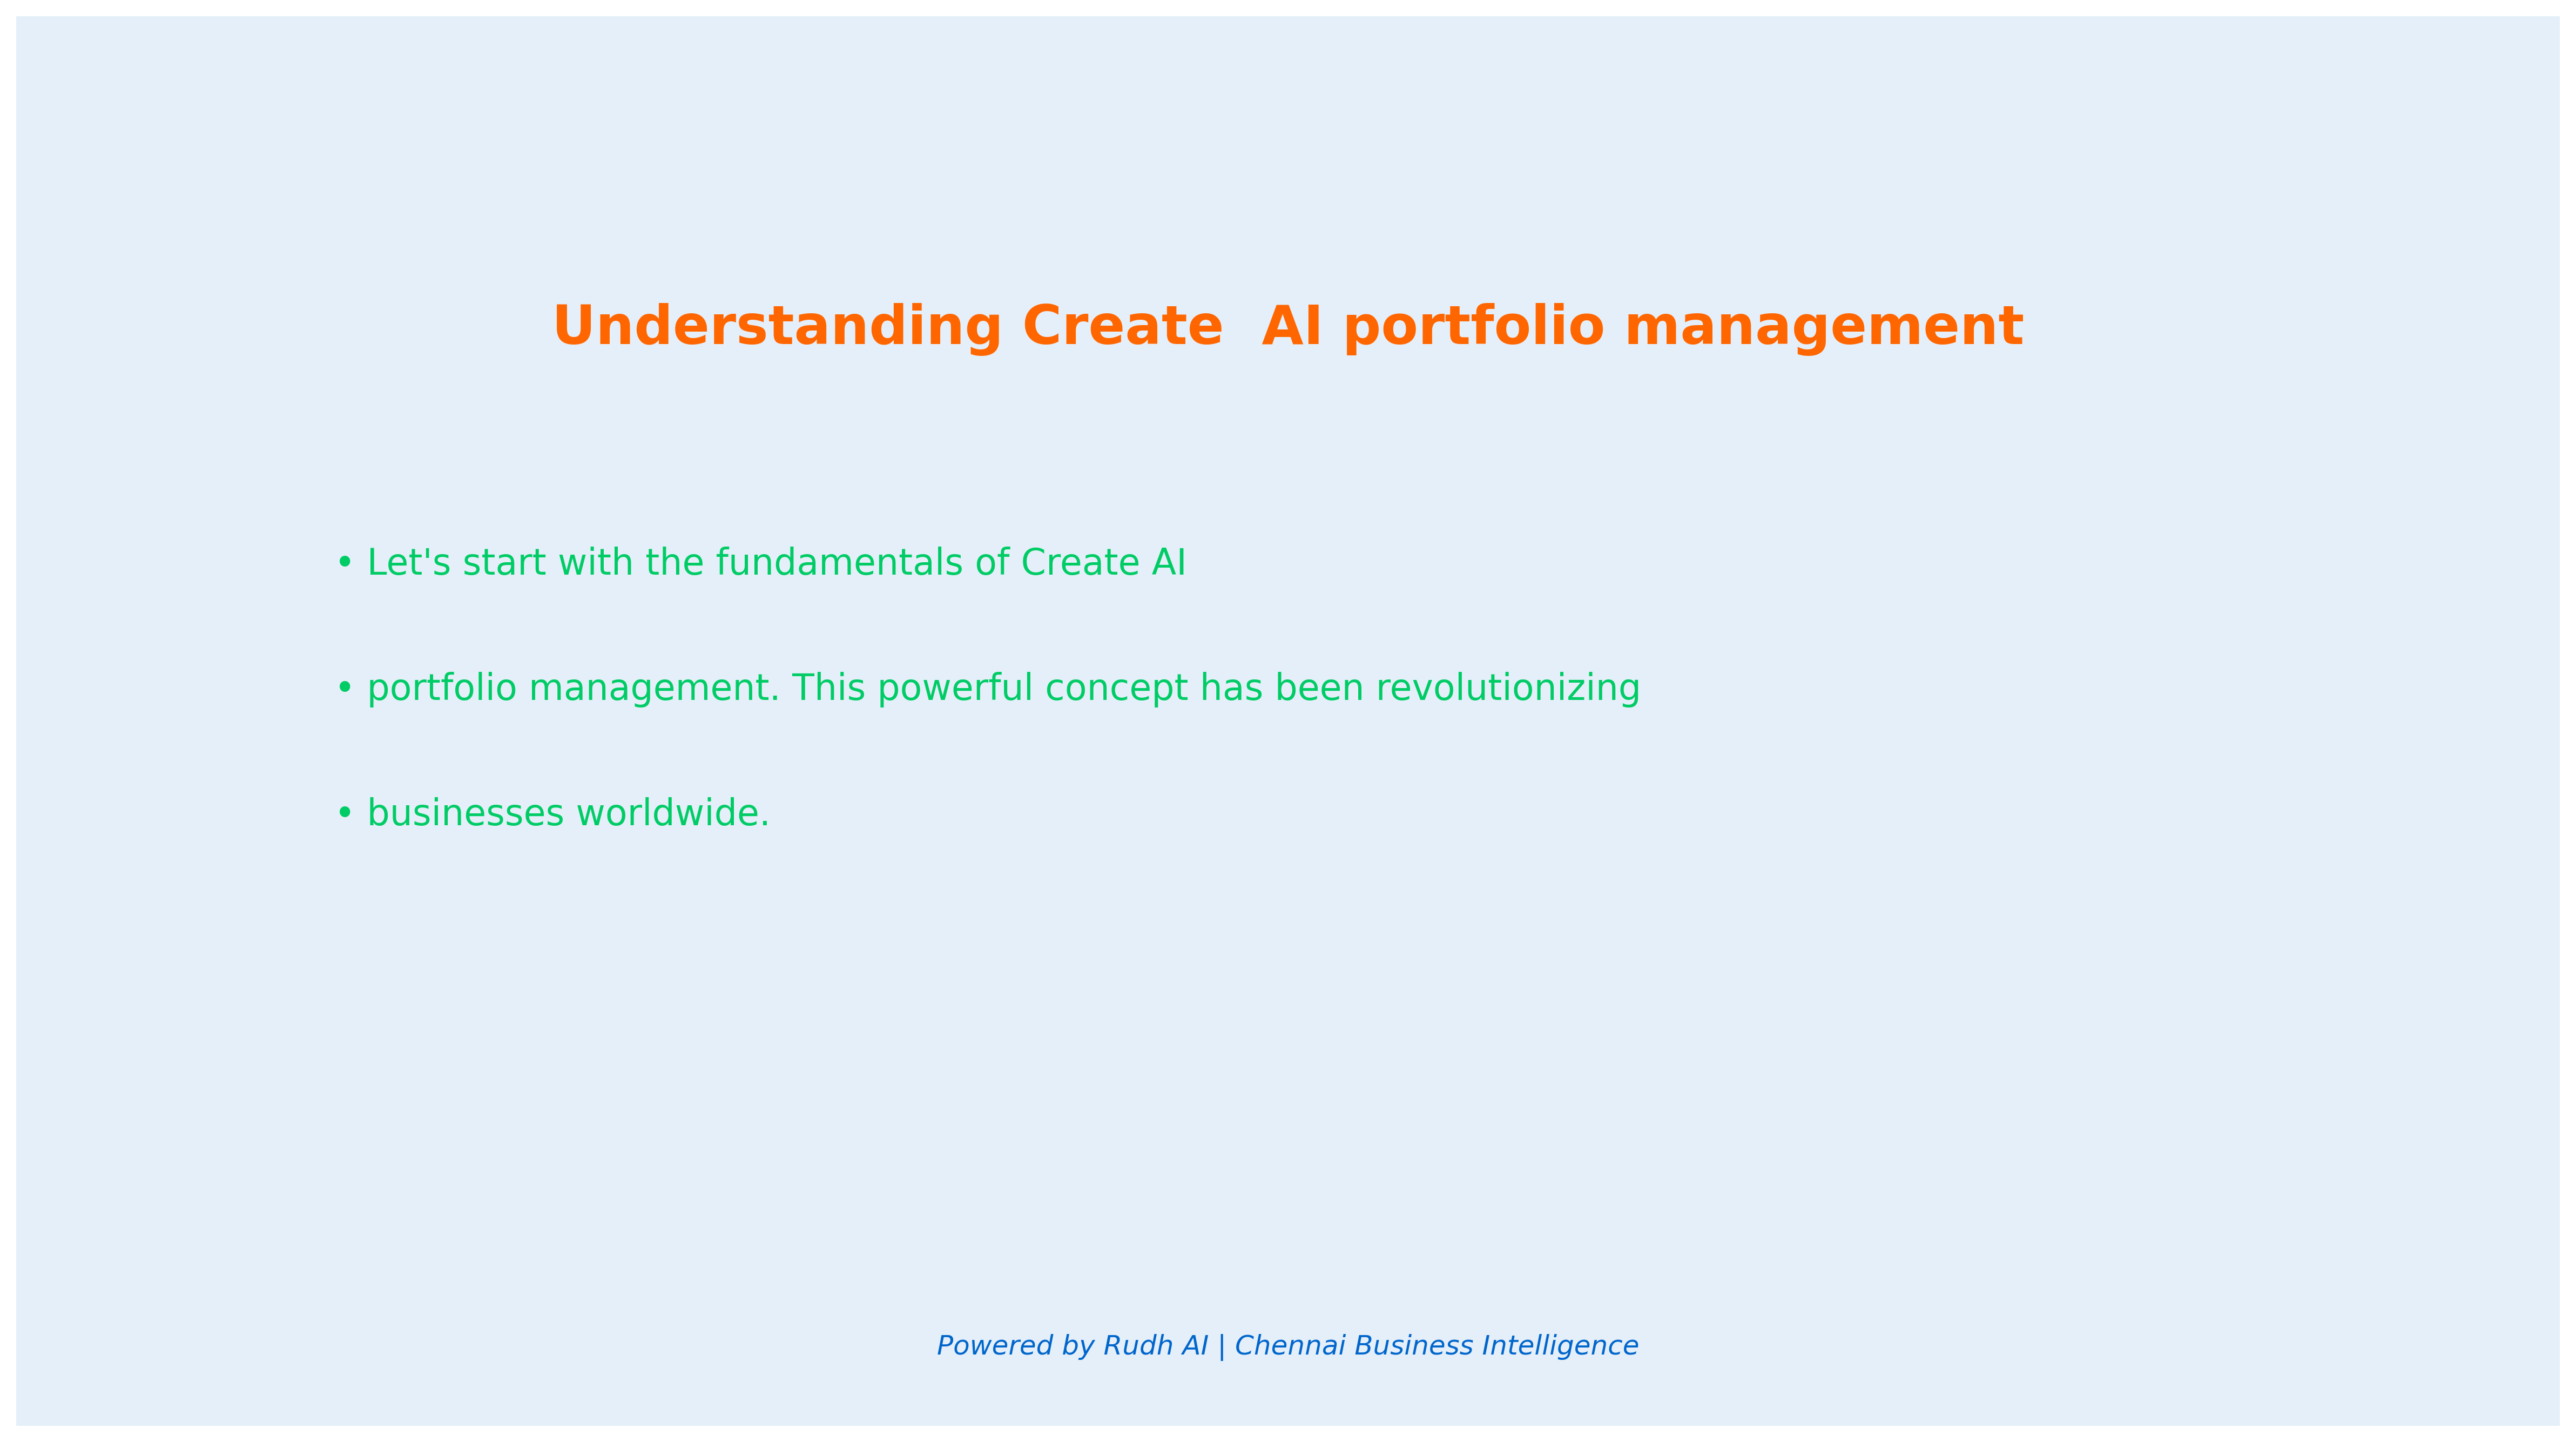 Understanding Create  AI portfolio management
• Let's start with the fundamentals of Create AI
• portfolio management. This powerful concept has been revolutionizing
• businesses worldwide.
Powered by Rudh AI | Chennai Business Intelligence